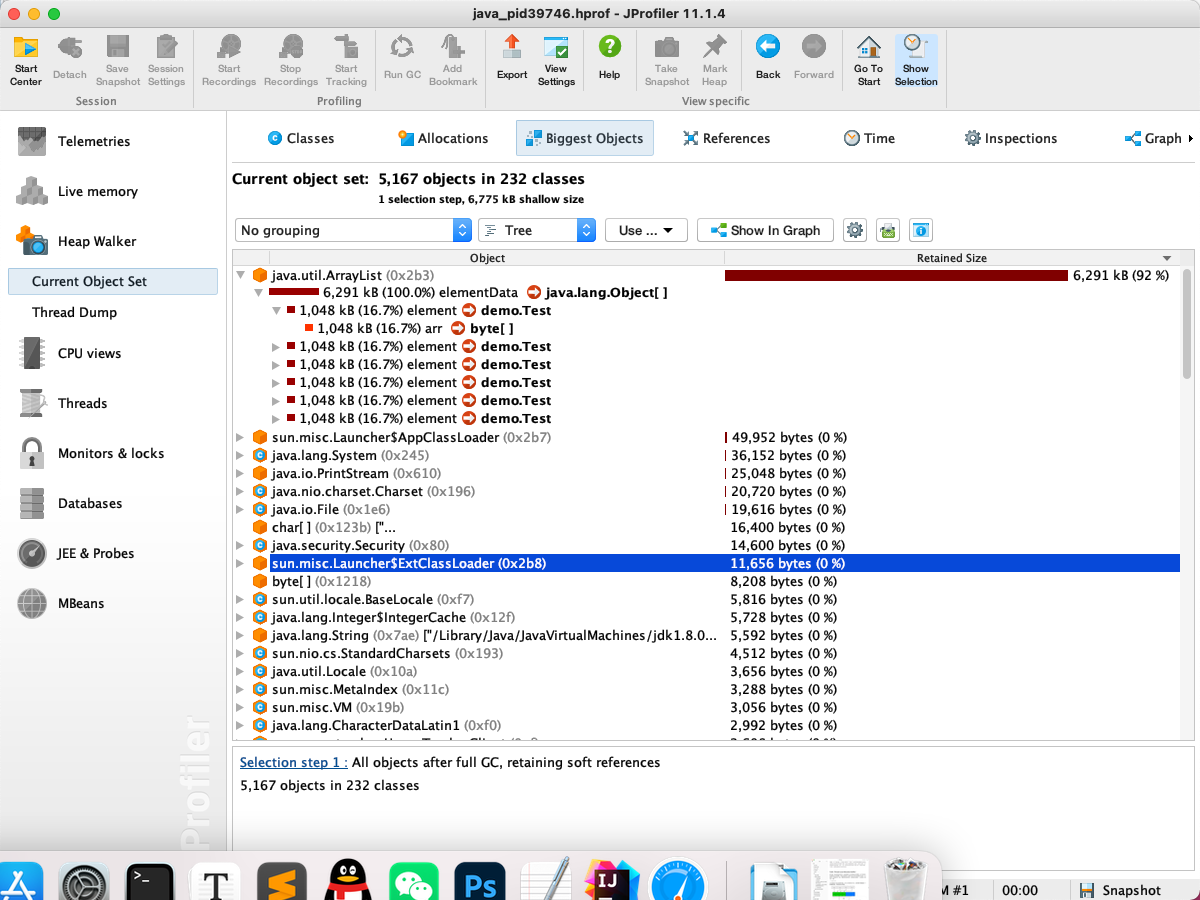 java_pid39746.hprof - JProfiler 11.1.4
Start Center
Detach
Save Snapshot
Session Settings
Start Recordings
Stop Recordings
Start Tracking
Run GC
Add Bookmark
Export
View Settings
Help
Take Snapshot
Mark Heap
Back
Forward
Go To Start
Show Selection
Session
Profiling
View specific
Telemetries
Live memory
Heap Walker
Current Object Set
Thread Dump
CPU views
Threads
Monitors & locks
Databases
JEE & Probes
MBeans
JProfiler
Classes
Allocations
Biggest Objects
References
Time
Inspections
Graph
Current object set: 5,167 objects in 232 classes
1 selection step, 6,775 kB shallow size
No grouping
Tree
Use ...
Show In Graph
Object Retained Size
java.util.ArrayList (0x2b3) 6,291 kB (92 %)
6,291 kB (100.0%) elementData java.lang.Object[ ]
1,048 kB (16.7%) element demo.Test
1,048 kB (16.7%) arr byte[ ]
1,048 kB (16.7%) element demo.Test
1,048 kB (16.7%) element demo.Test
1,048 kB (16.7%) element demo.Test
1,048 kB (16.7%) element demo.Test
1,048 kB (16.7%) element demo.Test
sun.misc.Launcher$AppClassLoader (0x2b7) 49,952 bytes (0 %)
java.lang.System (0x245) 36,152 bytes (0 %)
java.io.PrintStream (0x610) 25,048 bytes (0 %)
java.nio.charset.Charset (0x196) 20,720 bytes (0 %)
java.io.File (0x1e6) 19,616 bytes (0 %)
char[ ] (0x123b) ["... 16,400 bytes (0 %)
java.security.Security (0x80) 14,600 bytes (0 %)
sun.misc.Launcher$ExtClassLoader (0x2b8) 11,656 bytes (0 %)
byte[ ] (0x1218) 8,208 bytes (0 %)
sun.util.locale.BaseLocale (0xf7) 5,816 bytes (0 %)
java.lang.Integer$IntegerCache (0x12f) 5,728 bytes (0 %)
java.lang.String (0x7ae) ["/Library/Java/JavaVirtualMachines/jdk1.8.0... 5,592 bytes (0 %)
sun.nio.cs.StandardCharsets (0x193) 4,512 bytes (0 %)
java.util.Locale (0x10a) 3,656 bytes (0 %)
sun.misc.MetaIndex (0x11c) 3,288 bytes (0 %)
sun.misc.VM (0x19b) 3,056 bytes (0 %)
java.lang.CharacterDataLatin1 (0xf0) 2,992 bytes (0 %)
Selection step 1 : All objects after full GC, retaining soft references
5,167 objects in 232 classes
>_
T
Ps
IJ
M #1
00:00
Snapshot